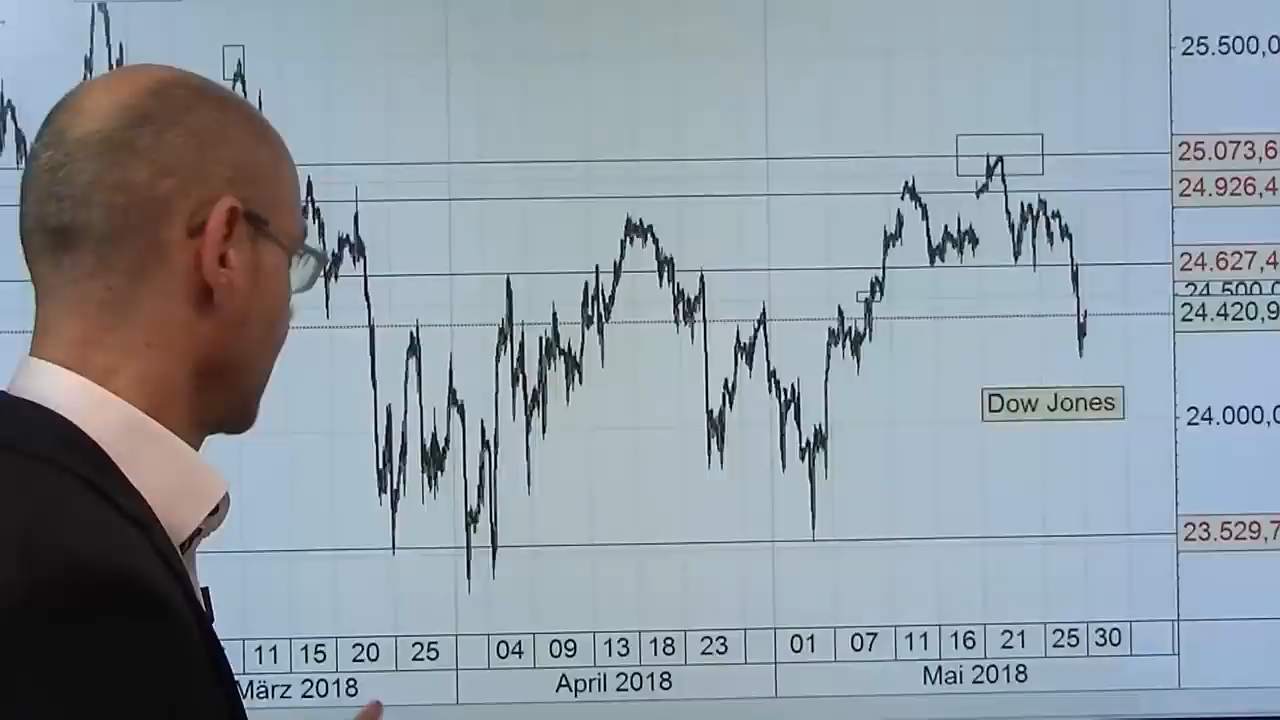 25.500,0
25.073,6
24.926,4
24.627,4
24.500,0
24.420,9
Dow Jones
24.000,0
23.529,7
11 15 20 25 04 09 13 18 23 01 07 11 16 21 25 30
März 2018 April 2018 Mai 2018